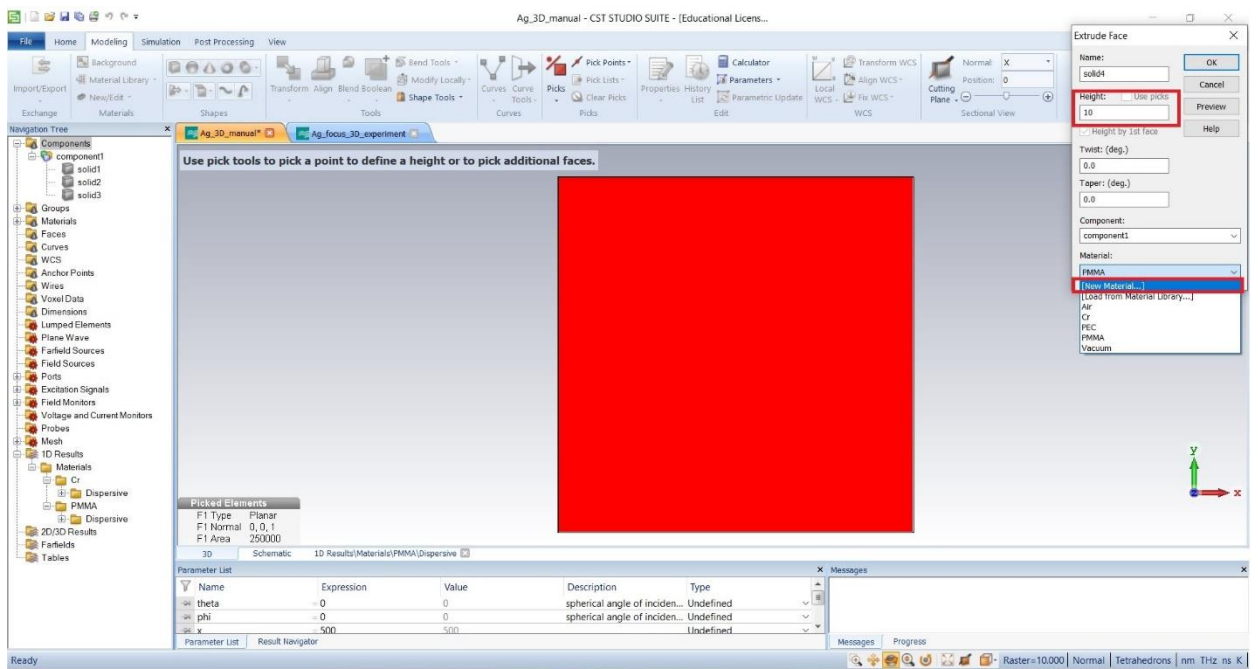 Ag_3D_manual - CST STUDIO SUITE - [Educational Licens...
File Home Modeling Simulation Post Processing View
Import/Export
Exchange
Background
Material Library
New/Edit
Materials
Shapes
Transform Align Blend Boolean
Bend Tools
Modify Locally
Shape Tools
Tools
Curves Curve Tools
Curves
Picks
Pick Points
Pick Lists
Clear Picks
Picks
Properties History List
Calculator
Parameters
Parametric Update
Edit
Local WCS
Transform WCS
Align WCS
Fix WCS
WCS
Cutting Plane
Normal: X
Position: 0
Sectional View
Extrude Face
Name:
solid4
Height: Use picks
10
Height by 1st face
Twist: (deg.)
0.0
Taper: (deg.)
0.0
Component:
component1
Material:
PMMA
[New Material...]
[Load from Material Library...]
Air
Cr
PEC
PMMA
Vacuum
OK
Cancel
Preview
Help
Navigation Tree
Components
component1
solid1
solid2
solid3
Groups
Materials
Faces
Curves
WCS
Anchor Points
Wires
Voxel Data
Dimensions
Lumped Elements
Plane Wave
Farfield Sources
Field Sources
Ports
Excitation Signals
Field Monitors
Voltage and Current Monitors
Probes
Mesh
1D Results
Materials
Cr
Dispersive
PMMA
Dispersive
2D/3D Results
Farfields
Tables
Ag_3D_manual* Ag_focus_3D_experiment
Use pick tools to pick a point to define a height or to pick additional faces.
y
x
Picked Elements
F1 Type Planar
F1 Normal 0, 0, 1
F1 Area 250000
3D Schematic 1D Results\Materials\PMMA\Dispersive
Parameter List
Name Expression Value Description Type
theta = 0 0 spherical angle of inciden... Undefined
phi = 0 0 spherical angle of inciden... Undefined
x = 500 500 Undefined
Parameter List Result Navigator
Messages
Messages Progress
Ready
Raster=10.000 Normal Tetrahedrons nm THz ns K